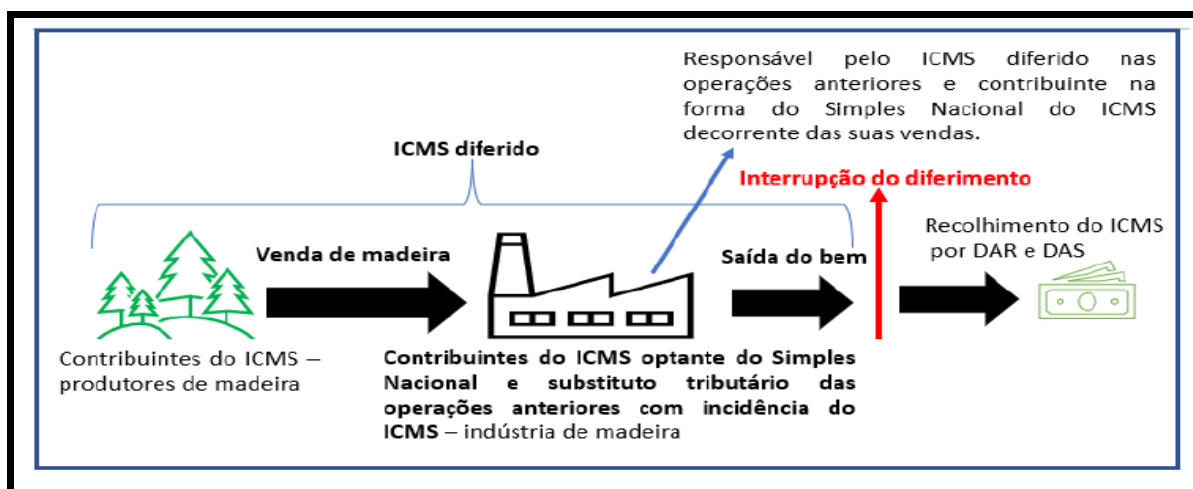 Responsável pelo ICMS diferido nas
operações anteriores e contribuinte na
forma do Simples Nacional do ICMS
decorrente das suas vendas.
ICMS diferido
Interrupção do diferimento
Recolhimento do ICMS
por DAR e DAS
Venda de madeira
Saída do bem
Contribuintes do ICMS –
produtores de madeira
Contribuintes do ICMS optante do Simples
Nacional e substituto tributário das
operações anteriores com incidência do
ICMS – indústria de madeira